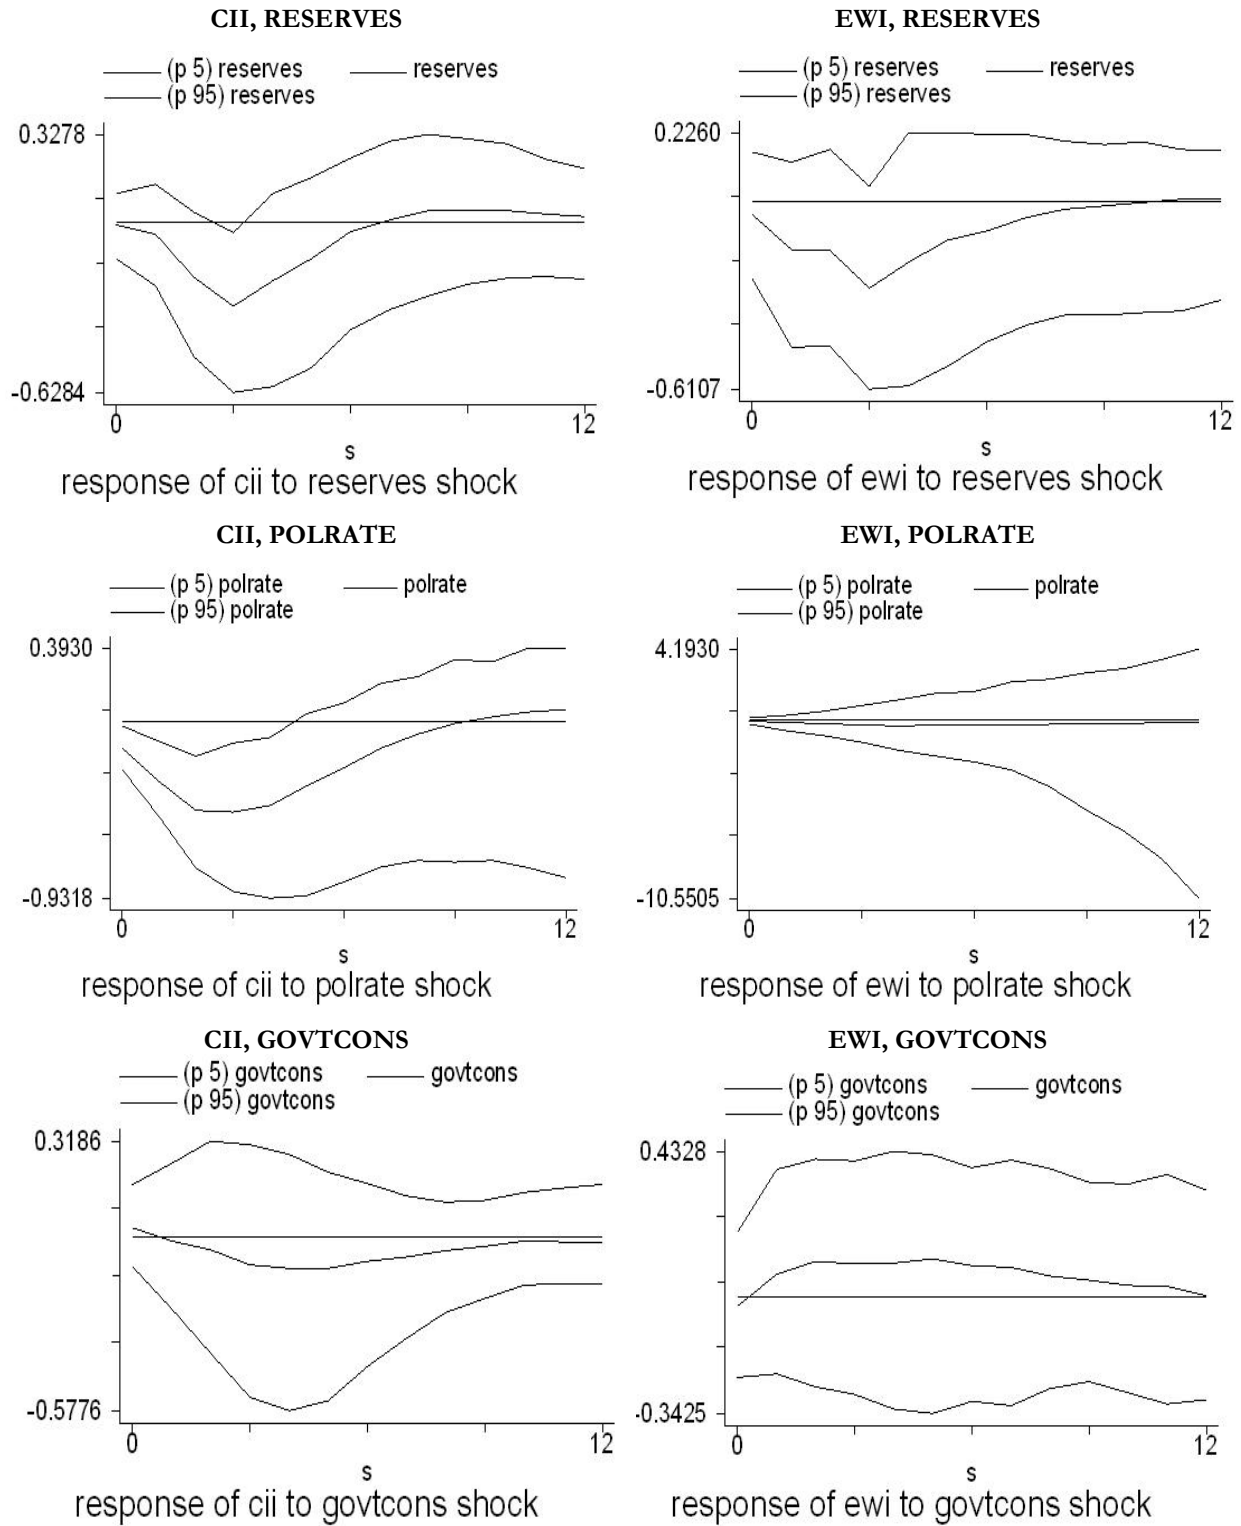 CII, RESERVES
(p 5) reserves reserves
(p 95) reserves
0.3278
-0.6284
0 12
s
response of cii to reserves shock
EWI, RESERVES
(p 5) reserves reserves
(p 95) reserves
0.2260
-0.6107
0 12
s
response of ewi to reserves shock
CII, POLRATE
(p 5) polrate polrate
(p 95) polrate
0.3930
-0.9318
0 12
s
response of cii to polrate shock
EWI, POLRATE
(p 5) polrate polrate
(p 95) polrate
4.1930
-10.5505
0 12
s
response of ewi to polrate shock
CII, GOVTCONS
(p 5) govtcons govtcons
(p 95) govtcons
0.3186
-0.5776
0 12
s
response of cii to govtcons shock
EWI, GOVTCONS
(p 5) govtcons govtcons
(p 95) govtcons
0.4328
-0.3425
0 12
s
response of ewi to govtcons shock